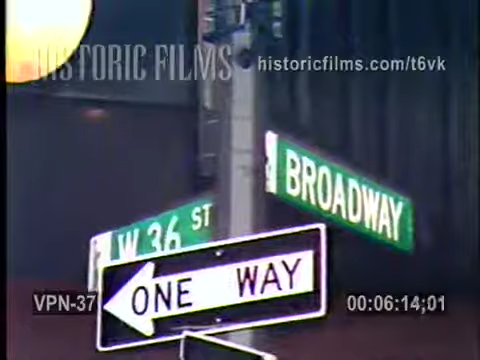 HISTORIC FILMS
historicfilms.com/t6vk
BROADWAY
W 36 ST
ONE WAY
VPN-37
00:06:14;01